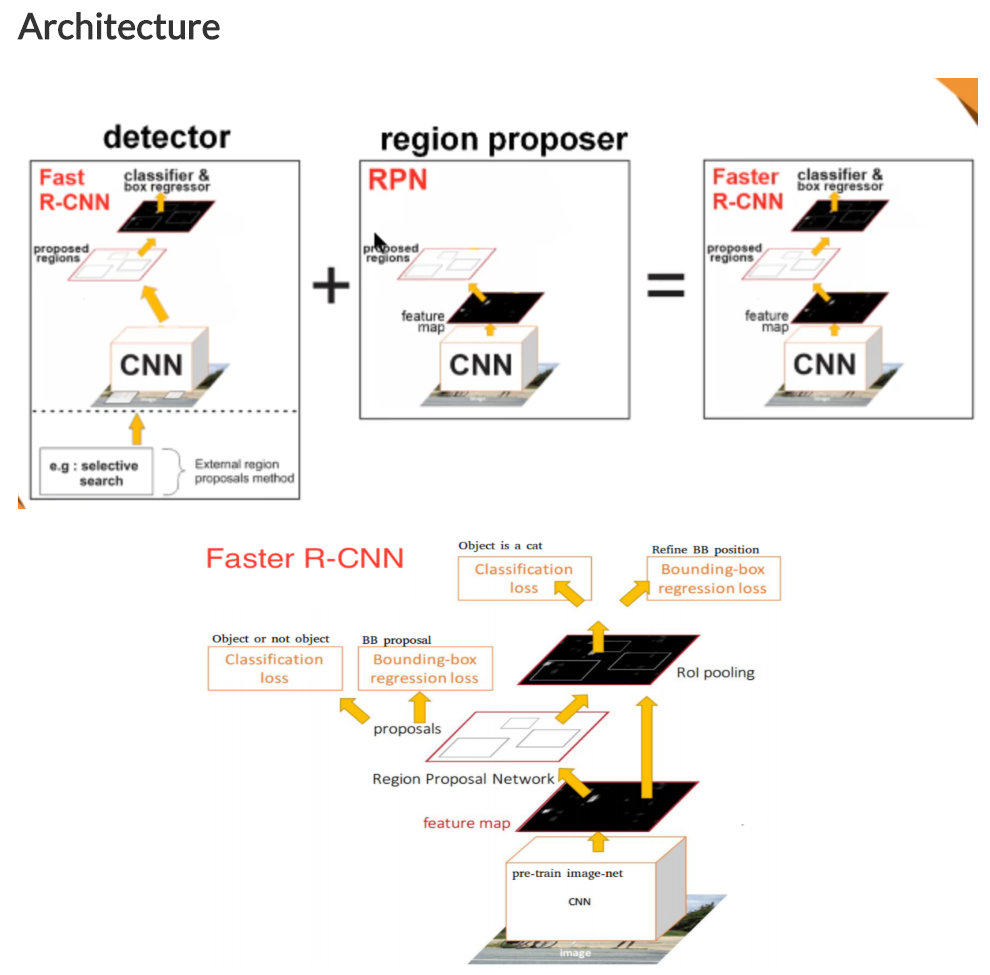 Architecture
detector
region proposer
Fast
R-CNN
classifier &
box regressor
proposed
regions
CNN
e.g : selective
search
External region
proposals method
+
RPN
proposed
regions
feature
map
CNN
=
Faster
R-CNN
classifier &
box regressor
proposed
regions
feature
map
CNN
Faster R-CNN
Object is a cat
Classification
loss
Refine BB position
Bounding-box
regression loss
Object or not object
Classification
loss
BB proposal
Bounding-box
regression loss
RoI pooling
proposals
Region Proposal Network
feature map
pre-train image-net
CNN
image